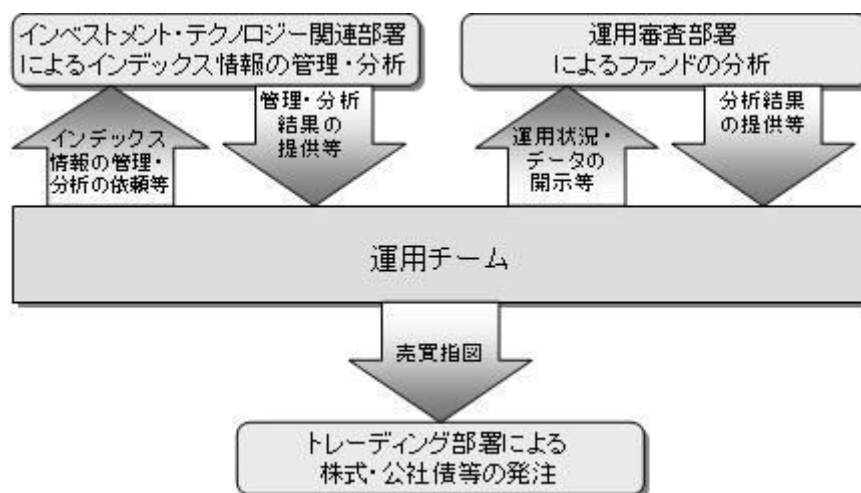 インベストメント・テクノロジー関連部署
によるインデックス情報の管理・分析
運用審査部署
によるファンドの分析
インデックス
情報の管理・
分析の依頼等
管理・分析
結果の
提供等
運用状況・
データの
開示等
分析結果
の提供等
運用チーム
売買指図
トレーディング部署による
株式・公社債等の発注